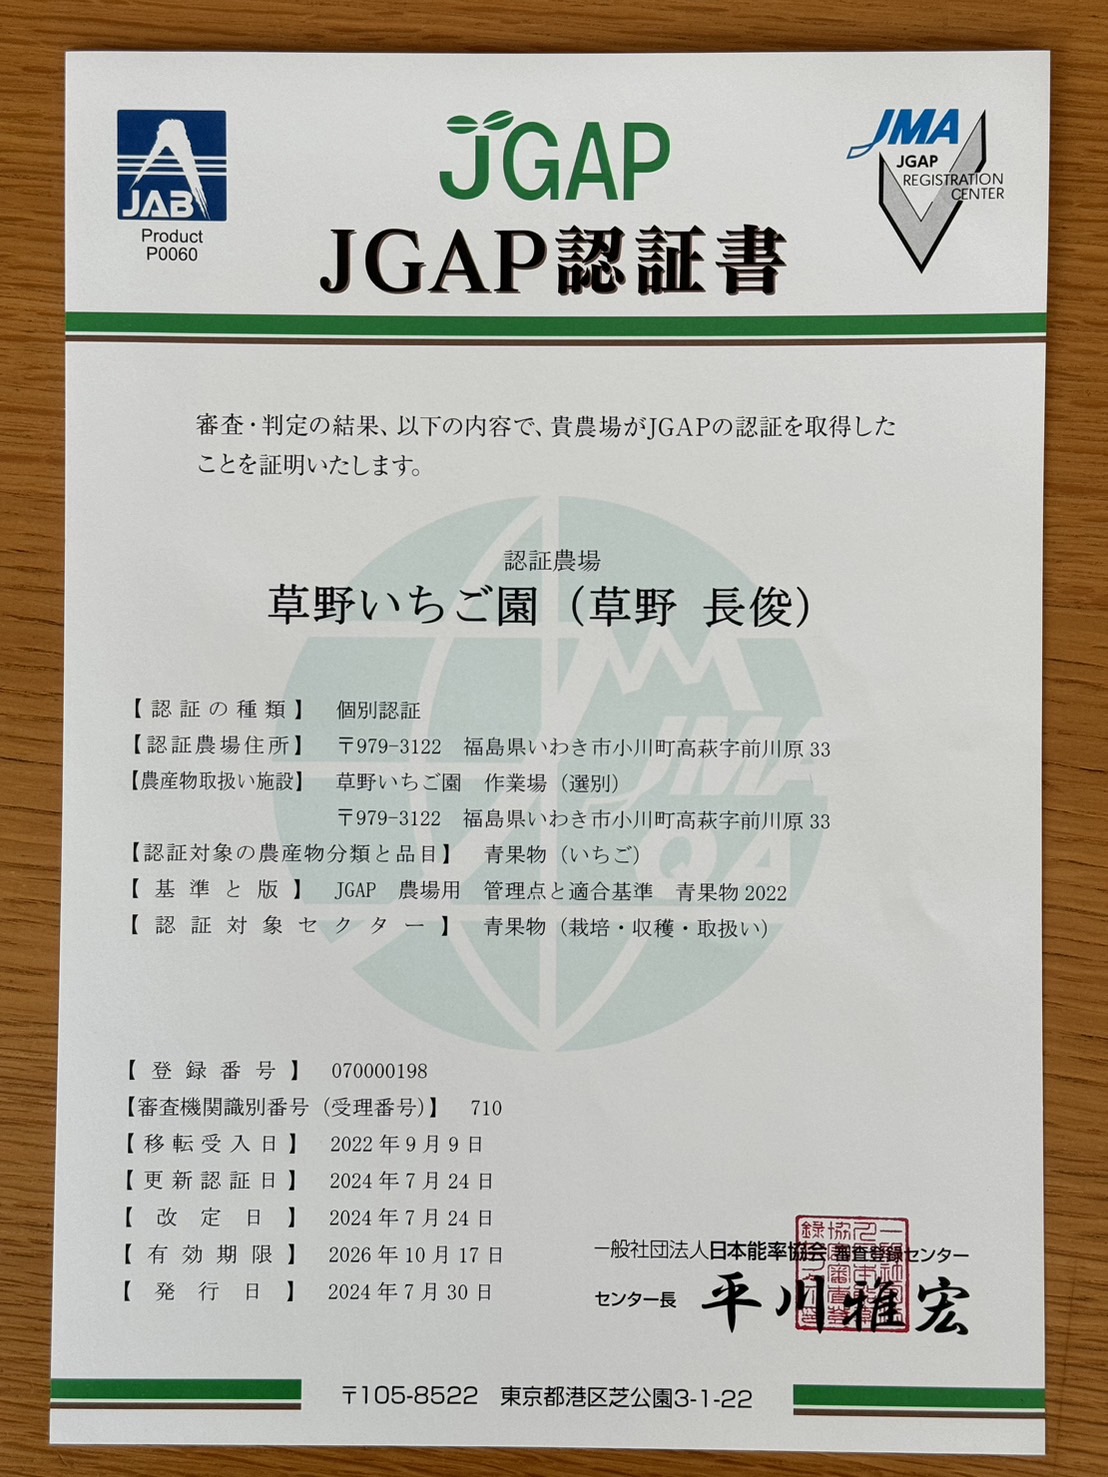 JAB
Product
P0060
JGAP
JMA
JGAP
REGISTRATION
CENTER
JGAP認証書
審査・判定の結果、以下の内容で、貴農場がJGAPの認証を取得した
ことを証明いたします。
認証農場
草野いちご園（草野 長俊）
【認証の種類】 個別認証
【認証農場住所】 〒979-3122 福島県いわき市小川町高萩字前川原33
【農産物取扱い施設】 草野いちご園 作業場（選別）
〒979-3122 福島県いわき市小川町高萩字前川原33
【認証対象の農産物分類と品目】 青果物（いちご）
【基準と版】 JGAP 農場用 管理点と適合基準 青果物2022
【認証対象セクター】 青果物（栽培・収穫・取扱い）
JMA
QA
【登録番号】 070000198
【審査機関識別番号（受理番号）】 710
【移転受入日】 2022年9月9日
【更新認証日】 2024年7月24日
【改定日】 2024年7月24日
【有効期限】 2026年10月17日
【発行日】 2024年7月30日
一般社団法人日本能率協会 審査登録センター
センター長 平川雅宏
〒105-8522 東京都港区芝公園3-1-22